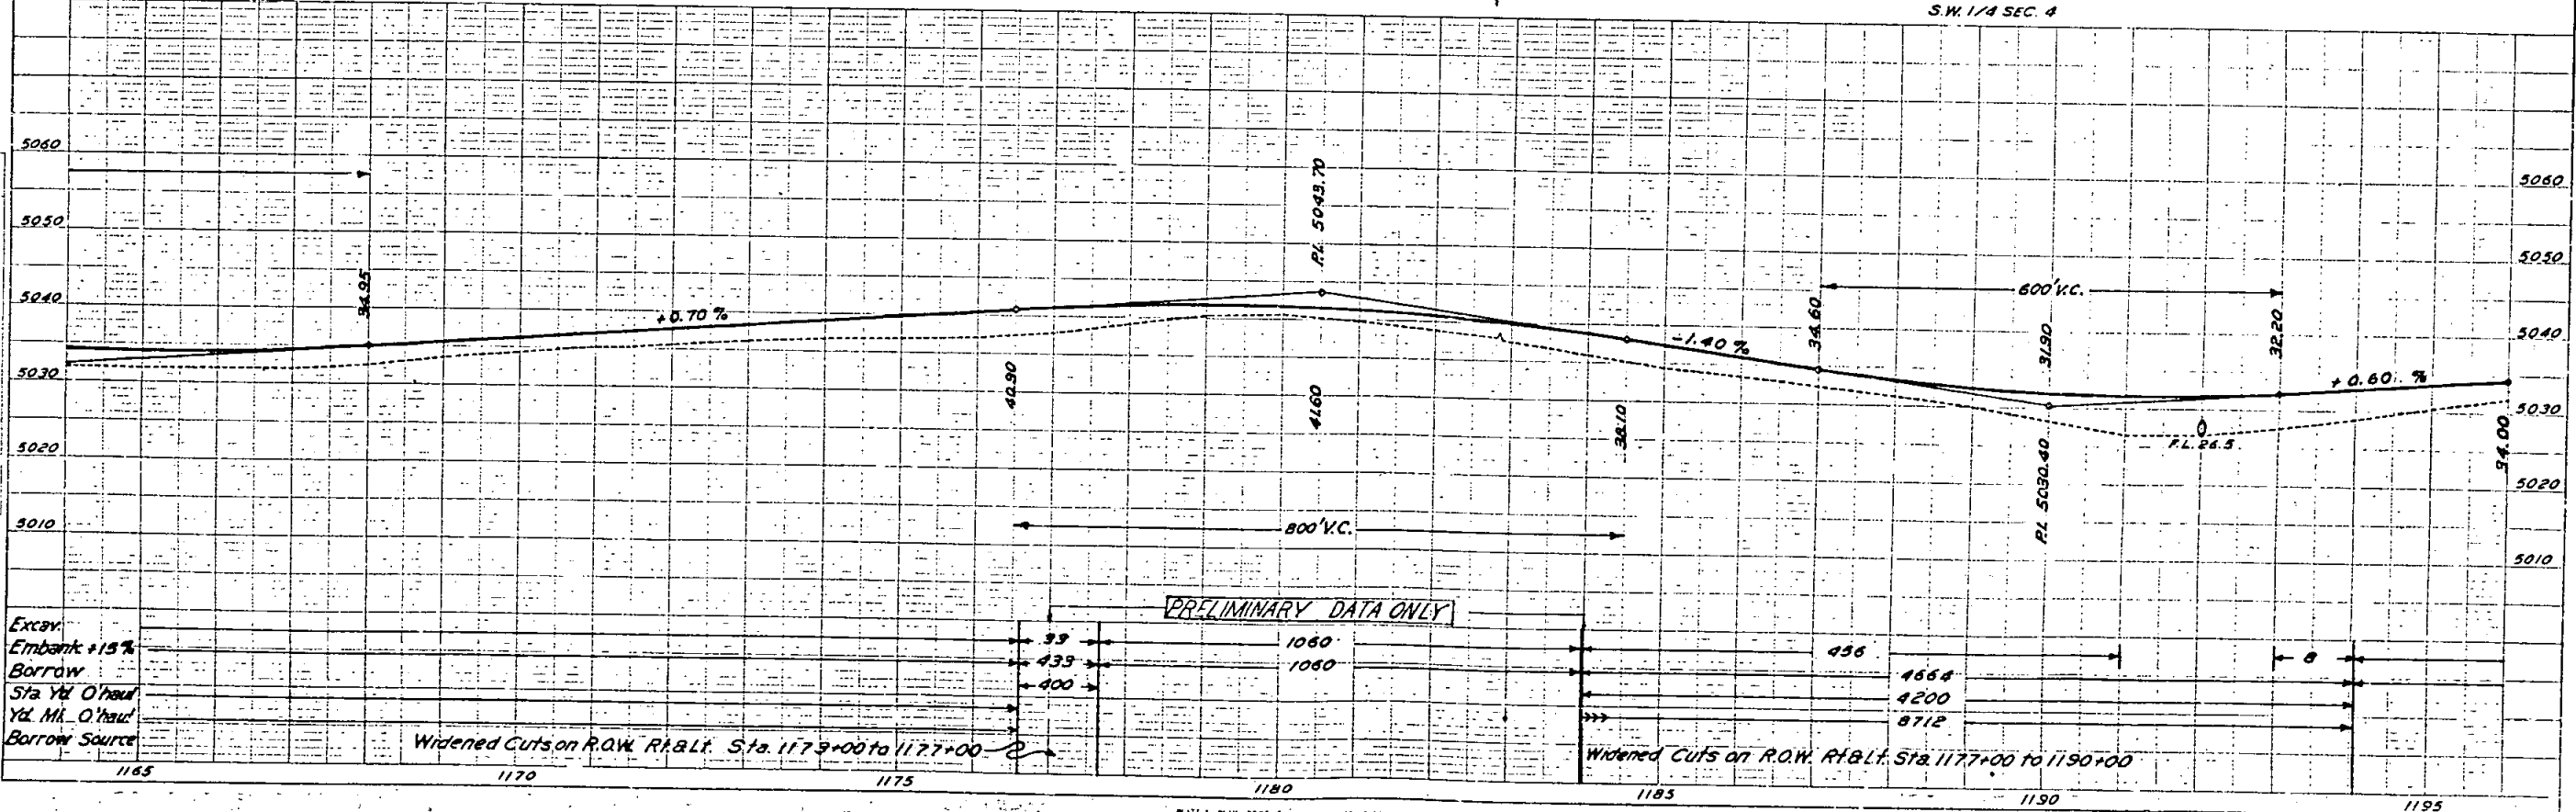 S.W. 1/4 SEC. 4
5060
5050
5040
5030
5020
5010
34.95
+0.70 %
40.90
P.I. 5043.70
41.60
800' V.C.
38.10
-1.40 %
34.60
600' V.C.
31.90
P.I. 5030.40
32.20
F.L. 26.5
+0.60 %
34.00
5060
5050
5040
5030
5020
5010
PRELIMINARY DATA ONLY
Excav.
Embank +15%
Borrow
Sta Yd. O'haul
Yd. Mi. O'haul
Borrow Source
39
439
400
1060
1060
456
8
4664
4200
8712
Widened Cuts on R.O.W. Rt & Lt. Sta. 1173+00 to 1177+00
Widened Cuts on R.O.W. Rt & Lt. Sta. 1177+00 to 1190+00
1165
1170
1175
1180
1185
1190
1195